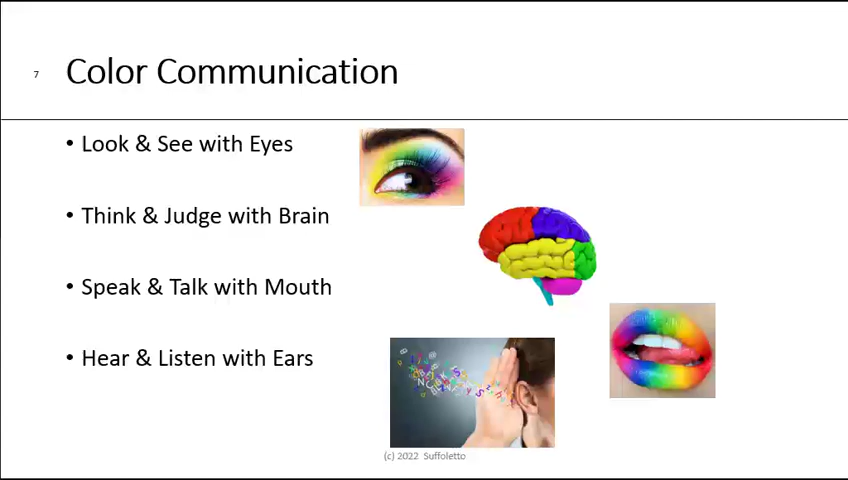 7
Color Communication
• Look & See with Eyes
• Think & Judge with Brain
• Speak & Talk with Mouth
• Hear & Listen with Ears
(c) 2022 Suffoletto